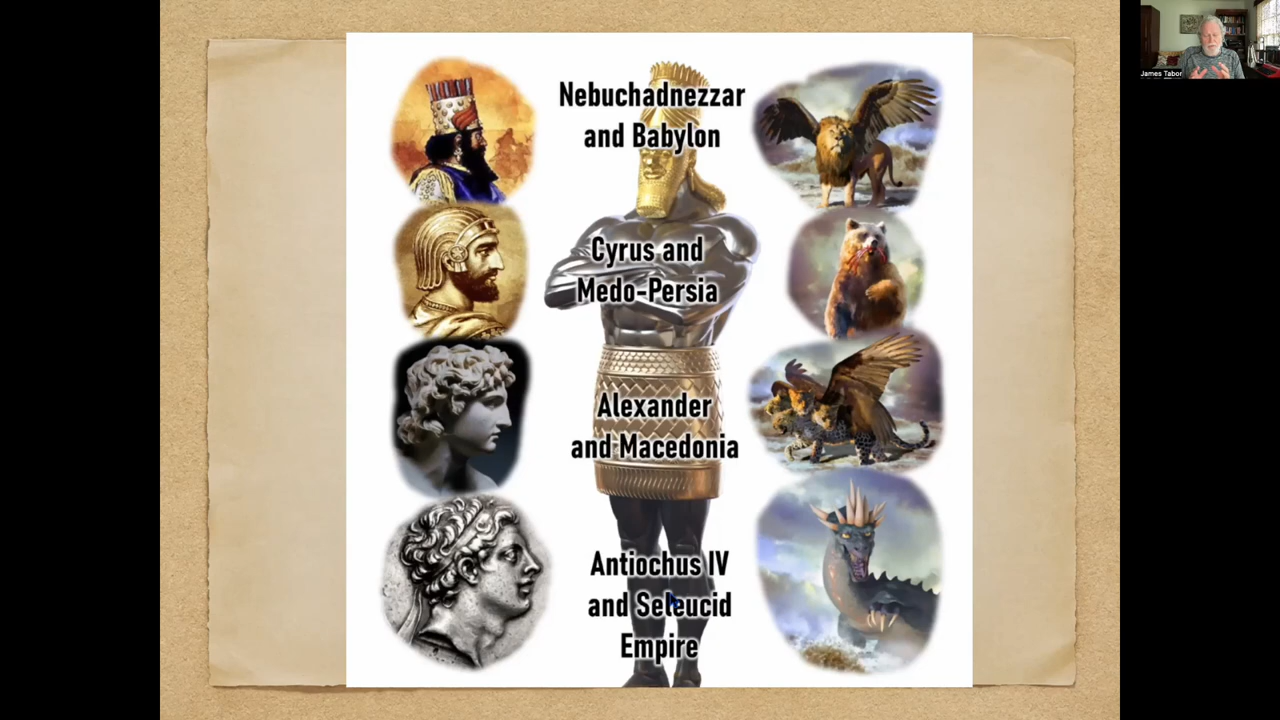 Nebuchadnezzar
and Babylon
Cyrus and
Medo-Persia
Alexander
and Macedonia
Antiochus IV
and Seleucid
Empire
James Tabor